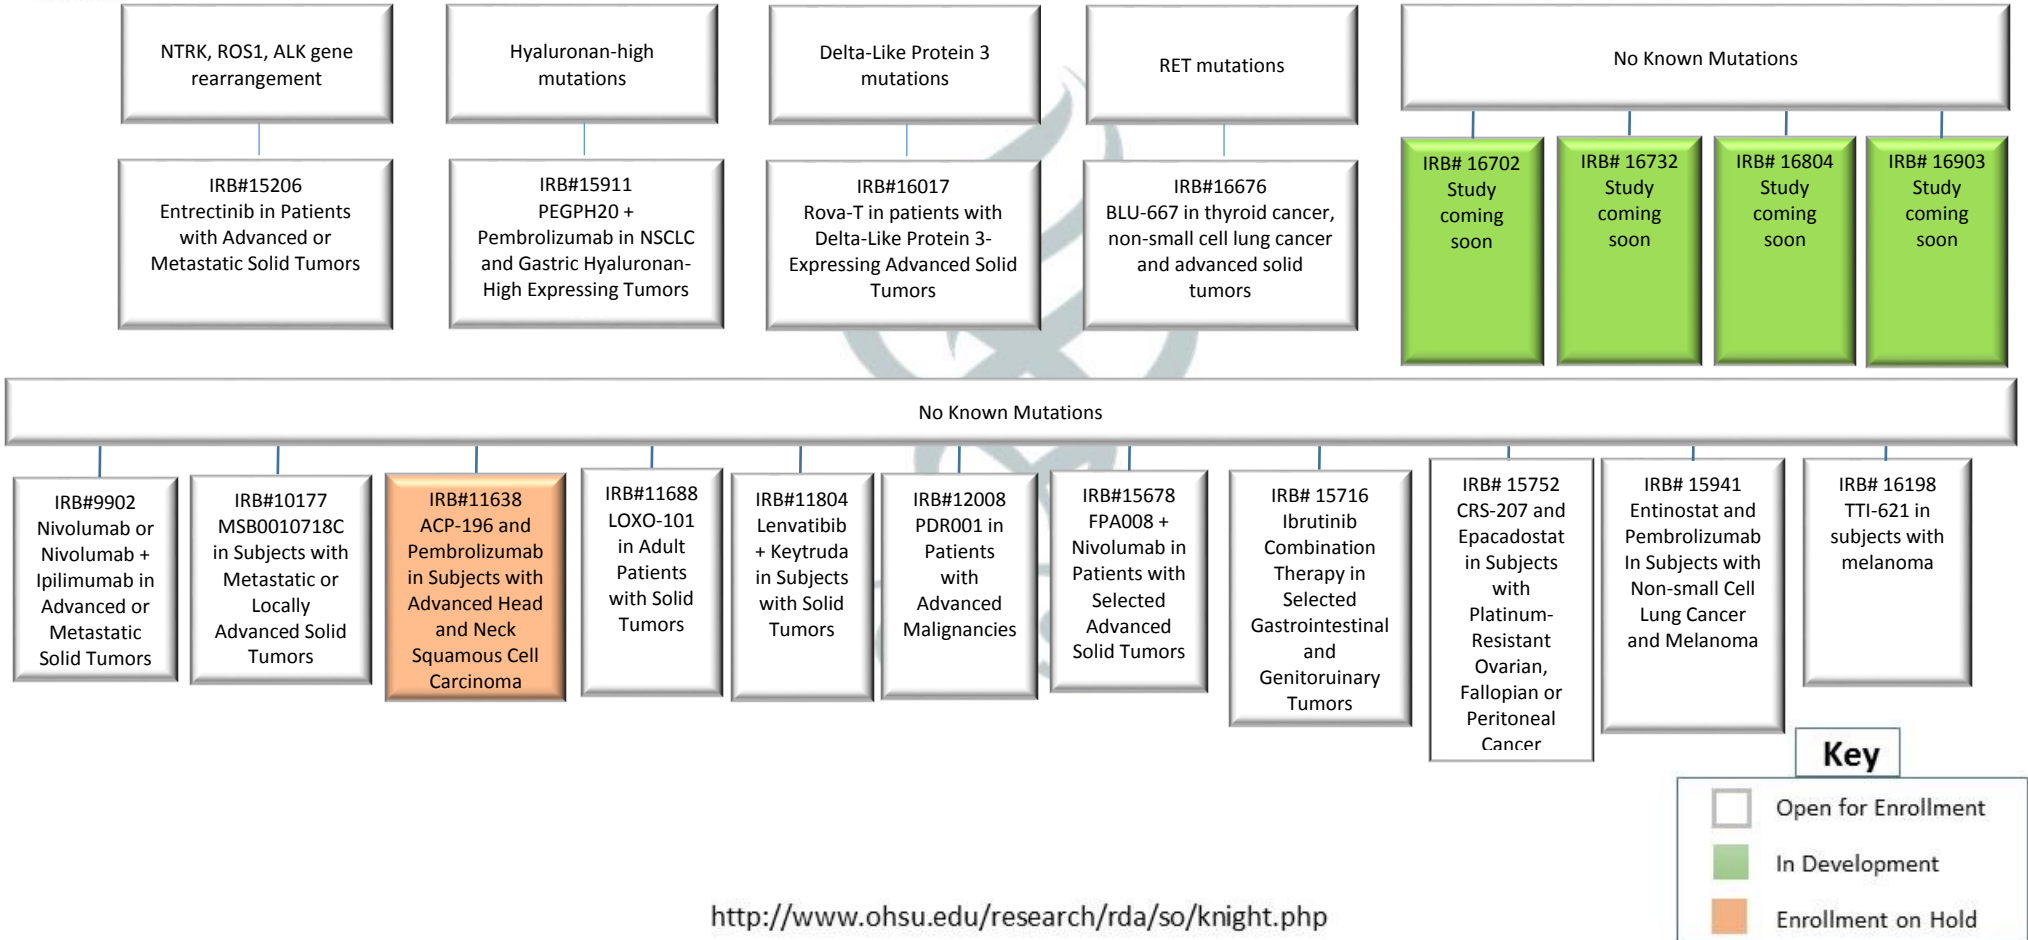 NTRK, ROS1, ALK gene
rearrangement
Hyaluronan-high
mutations
Delta-Like Protein 3
mutations
RET mutations
No Known Mutations
IRB#15206
Entrectinib in Patients
with Advanced or
Metastatic Solid Tumors
IRB#15911
PEGPH20 +
Pembrolizumab in NSCLC
and Gastric Hyaluronan-
High Expressing Tumors
IRB#16017
Rova-T in patients with
Delta-Like Protein 3-
Expressing Advanced Solid
Tumors
IRB#16676
BLU-667 in thyroid cancer,
non-small cell lung cancer
and advanced solid
tumors
IRB# 16702
Study
coming
soon
IRB# 16732
Study
coming
soon
IRB# 16804
Study
coming
soon
IRB# 16903
Study
coming
soon
No Known Mutations
IRB#9902
Nivolumab or
Nivolumab +
Ipilimumab in
Advanced or
Metastatic
Solid Tumors
IRB#10177
MSB0010718C
in Subjects with
Metastatic or
Locally
Advanced Solid
Tumors
IRB#11638
ACP-196 and
Pembrolizumab
in Subjects with
Advanced Head
and Neck
Squamous Cell
Carcinoma
IRB#11688
LOXO-101
in Adult
Patients
with Solid
Tumors
IRB#11804
Lenvatibib
+ Keytruda
in Subjects
with Solid
Tumors
IRB#12008
PDR001 in
Patients
with
Advanced
Malignancies
IRB#15678
FPA008 +
Nivolumab in
Patients with
Selected
Advanced
Solid Tumors
IRB# 15716
Ibrutinib
Combination
Therapy in
Selected
Gastrointestinal
and
Genitoruinary
Tumors
IRB# 15752
CRS-207 and
Epacadostat
in Subjects
with
Platinum-
Resistant
Ovarian,
Fallopian or
Peritoneal
Cancer
IRB# 15941
Entinostat and
Pembrolizumab
In Subjects with
Non-small Cell
Lung Cancer
and Melanoma
IRB# 16198
TTI-621 in
subjects with
melanoma
Key
Open for Enrollment
In Development
Enrollment on Hold
http://www.ohsu.edu/research/rda/so/knight.php